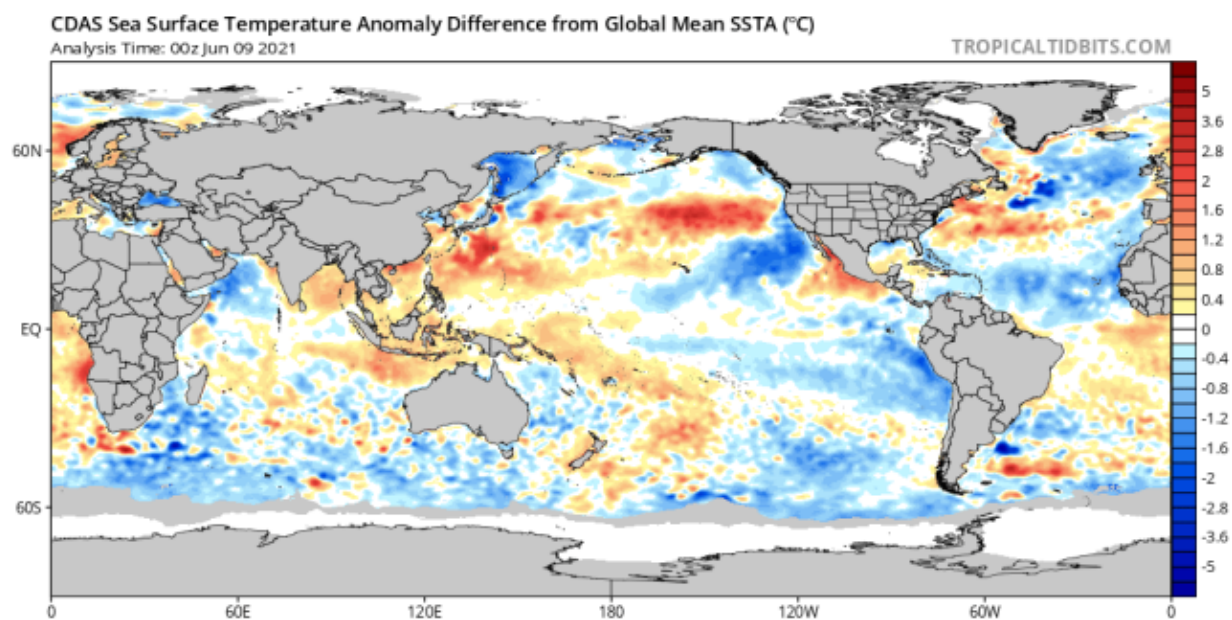 CDAS Sea Surface Temperature Anomaly Difference from Global Mean SSTA (°C)
Analysis Time: 00z Jun 09 2021
TROPICALTIDBITS.COM
5
3.6
2.8
2
1.6
1.2
0.8
0.4
0
-0.4
-0.8
-1.2
-1.6
-2
-2.8
-3.6
-5
60N
EQ
60S
0
60E
120E
180
120W
60W
0